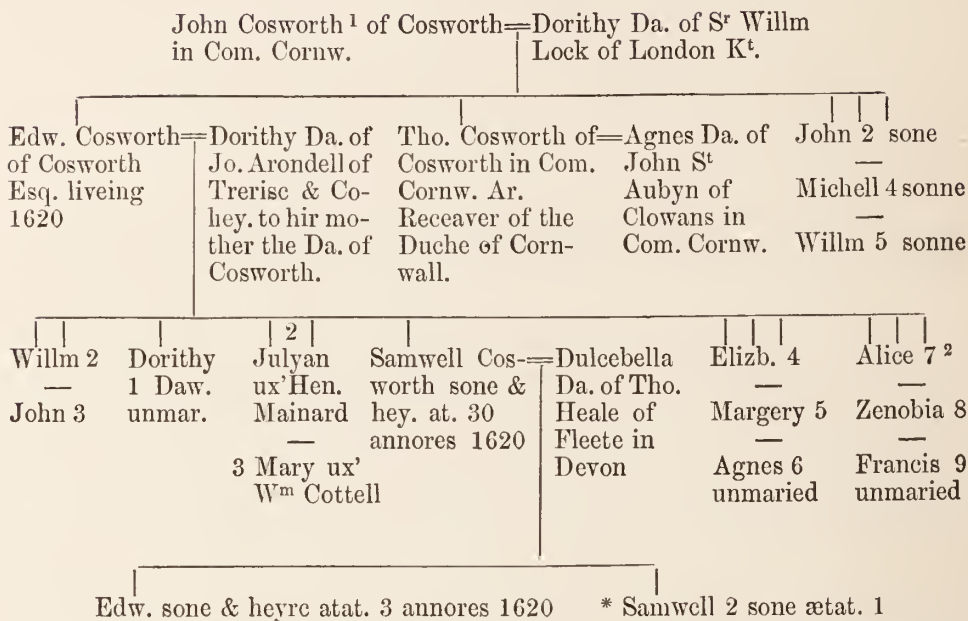 John Cosworth ¹ of Cosworth═Dorithy Da. of Sʳ Willm
in Com. Cornw. Lock of London Kᵗ.
Edw. Cosworth═Dorithy Da. of
of Cosworth Jo. Arondell of
Esq. liveing Trerisc & Co-
1620 hey. to hir mo-
ther the Da. of
Cosworth.
Tho. Cosworth of═Agnes Da. of
Cosworth in Com. John Sᵗ
Cornw. Ar. Aubyn of
Receaver of the Clowans in
Duche of Corn- Com. Cornw.
wall.
John 2 sone
—
Michell 4 sonne
—
Willm 5 sonne
Willm 2
—
John 3
Dorithy
1 Daw.
unmar.
2
Julyan
ux' Hen.
Mainard
—
3 Mary ux'
Wᵐ Cottell
Samwell Cos-═Dulcebella
worth sone & Da. of Tho.
hey. at. 30 Heale of
annores 1620 Fleete in
Devon
Elizb. 4
—
Margery 5
—
Agnes 6
unmaried
Alice 7 ²
—
Zenobia 8
—
Francis 9
unmaried
Edw. sone & heyrc atat. 3 annores 1620 * Samwell 2 sone ætat. 1